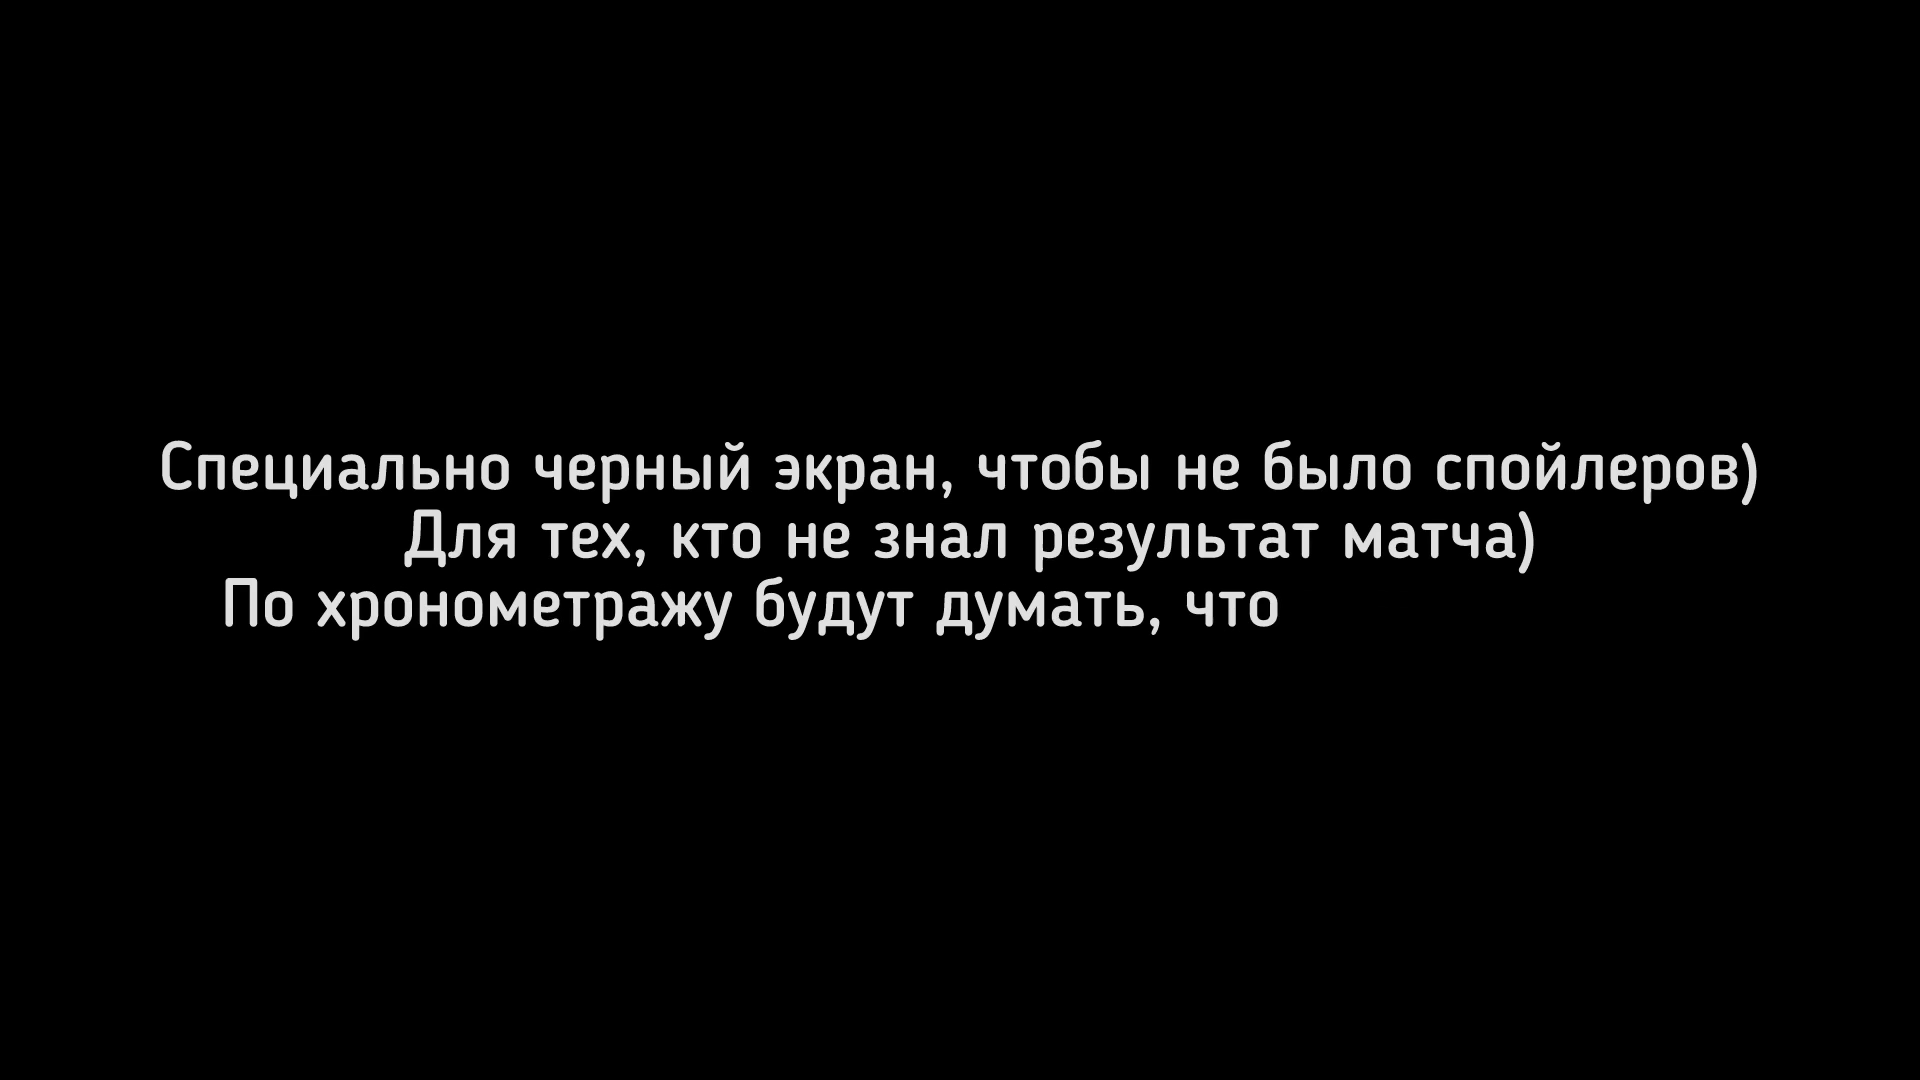 Специально черный экран, чтобы не было спойлеров)
Для тех, кто не знал результат матча)
По хронометражу будут думать, что